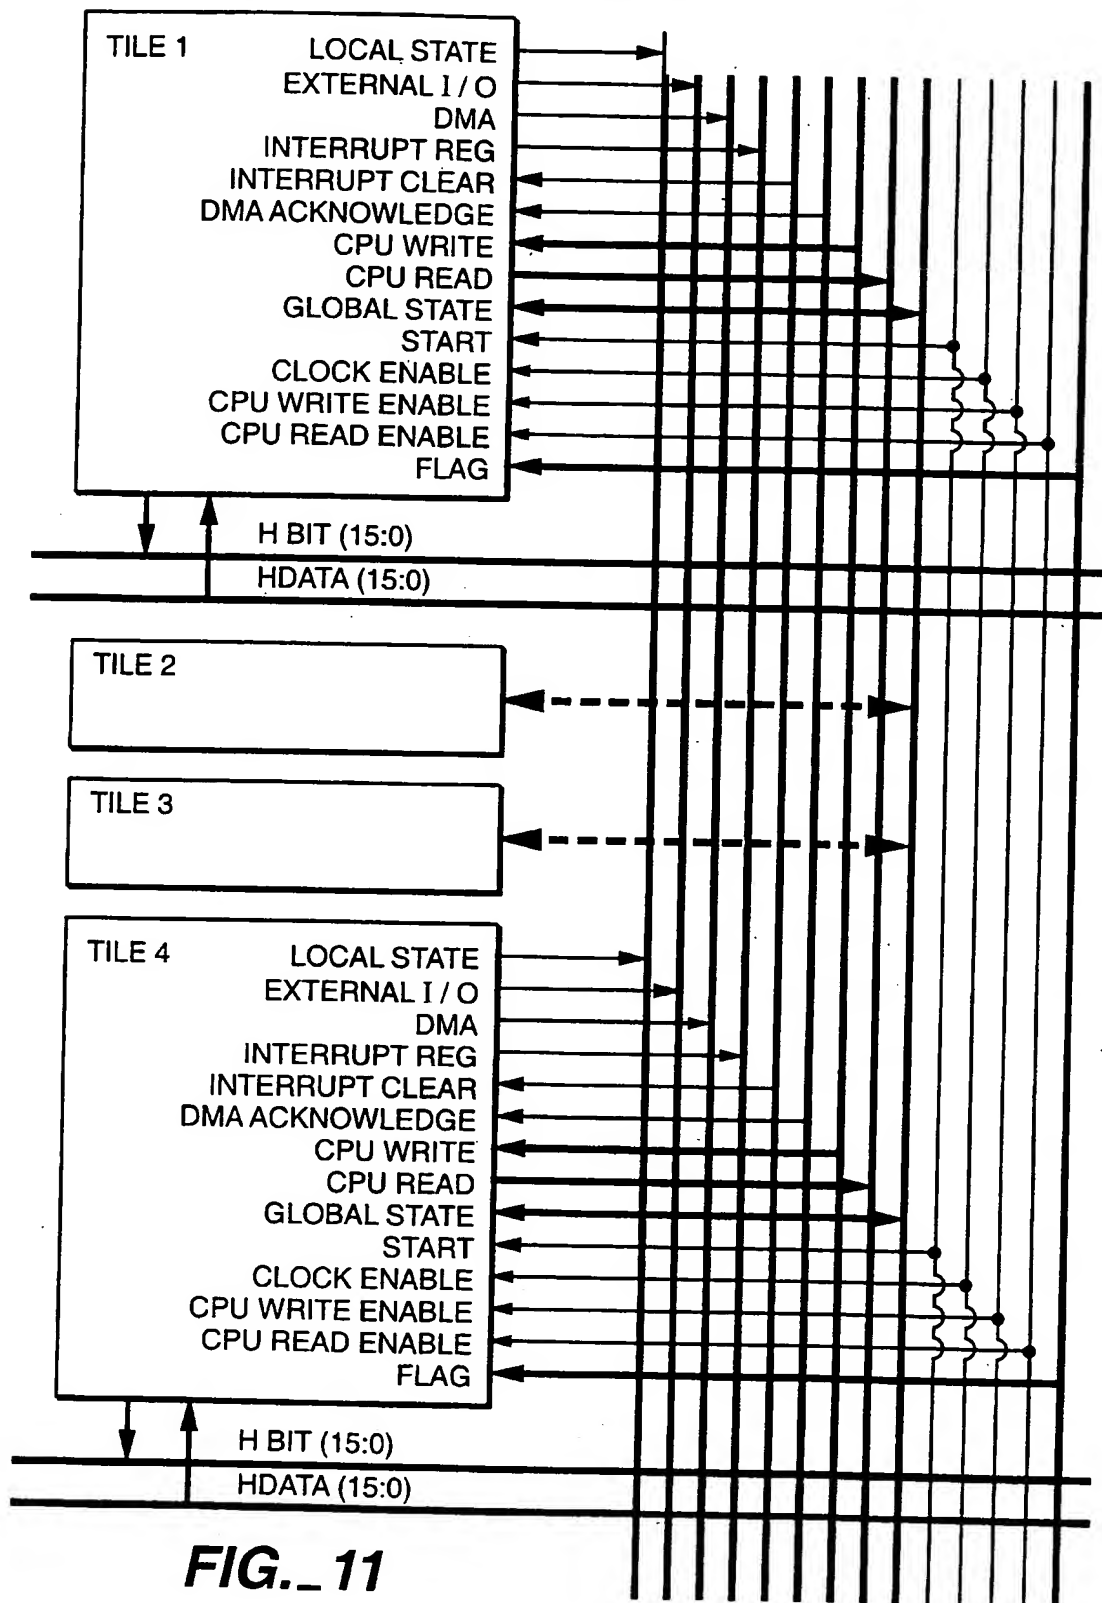 TILE 1
LOCAL STATE
EXTERNAL I / O
DMA
INTERRUPT REG
INTERRUPT CLEAR
DMA ACKNOWLEDGE
CPU WRITE
CPU READ
GLOBAL STATE
START
CLOCK ENABLE
CPU WRITE ENABLE
CPU READ ENABLE
FLAG
H BIT (15:0)
HDATA (15:0)
TILE 2
TILE 3
TILE 4
LOCAL STATE
EXTERNAL I / O
DMA
INTERRUPT REG
INTERRUPT CLEAR
DMA ACKNOWLEDGE
CPU WRITE
CPU READ
GLOBAL STATE
START
CLOCK ENABLE
CPU WRITE ENABLE
CPU READ ENABLE
FLAG
H BIT (15:0)
HDATA (15:0)
FIG._11